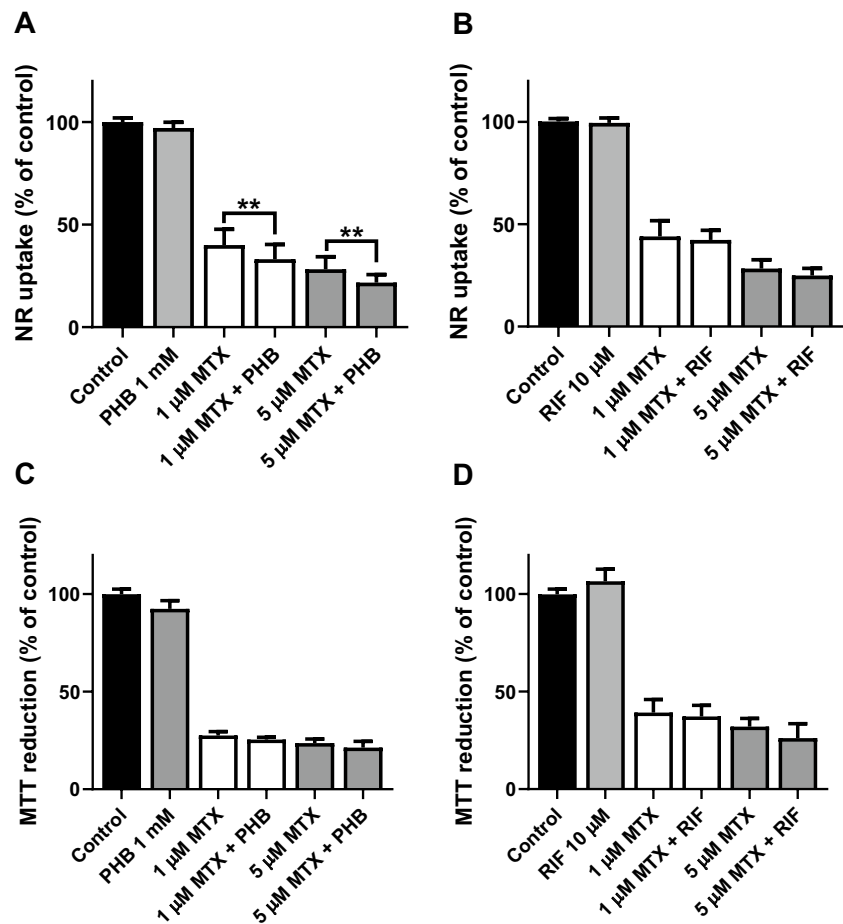 A
NR uptake (% of control)
100
50
0
**
**
Control
PHB 1 mM
1 µM MTX
1 µM MTX + PHB
5 µM MTX
5 µM MTX + PHB
B
NR uptake (% of control)
100
50
0
Control
RIF 10 µM
1 µM MTX
1 µM MTX + RIF
5 µM MTX
5 µM MTX + RIF
C
MTT reduction (% of control)
100
50
0
Control
PHB 1 mM
1 µM MTX
1 µM MTX + PHB
5 µM MTX
5 µM MTX + PHB
D
MTT reduction (% of control)
100
50
0
Control
RIF 10 µM
1 µM MTX
1 µM MTX + RIF
5 µM MTX
5 µM MTX + RIF